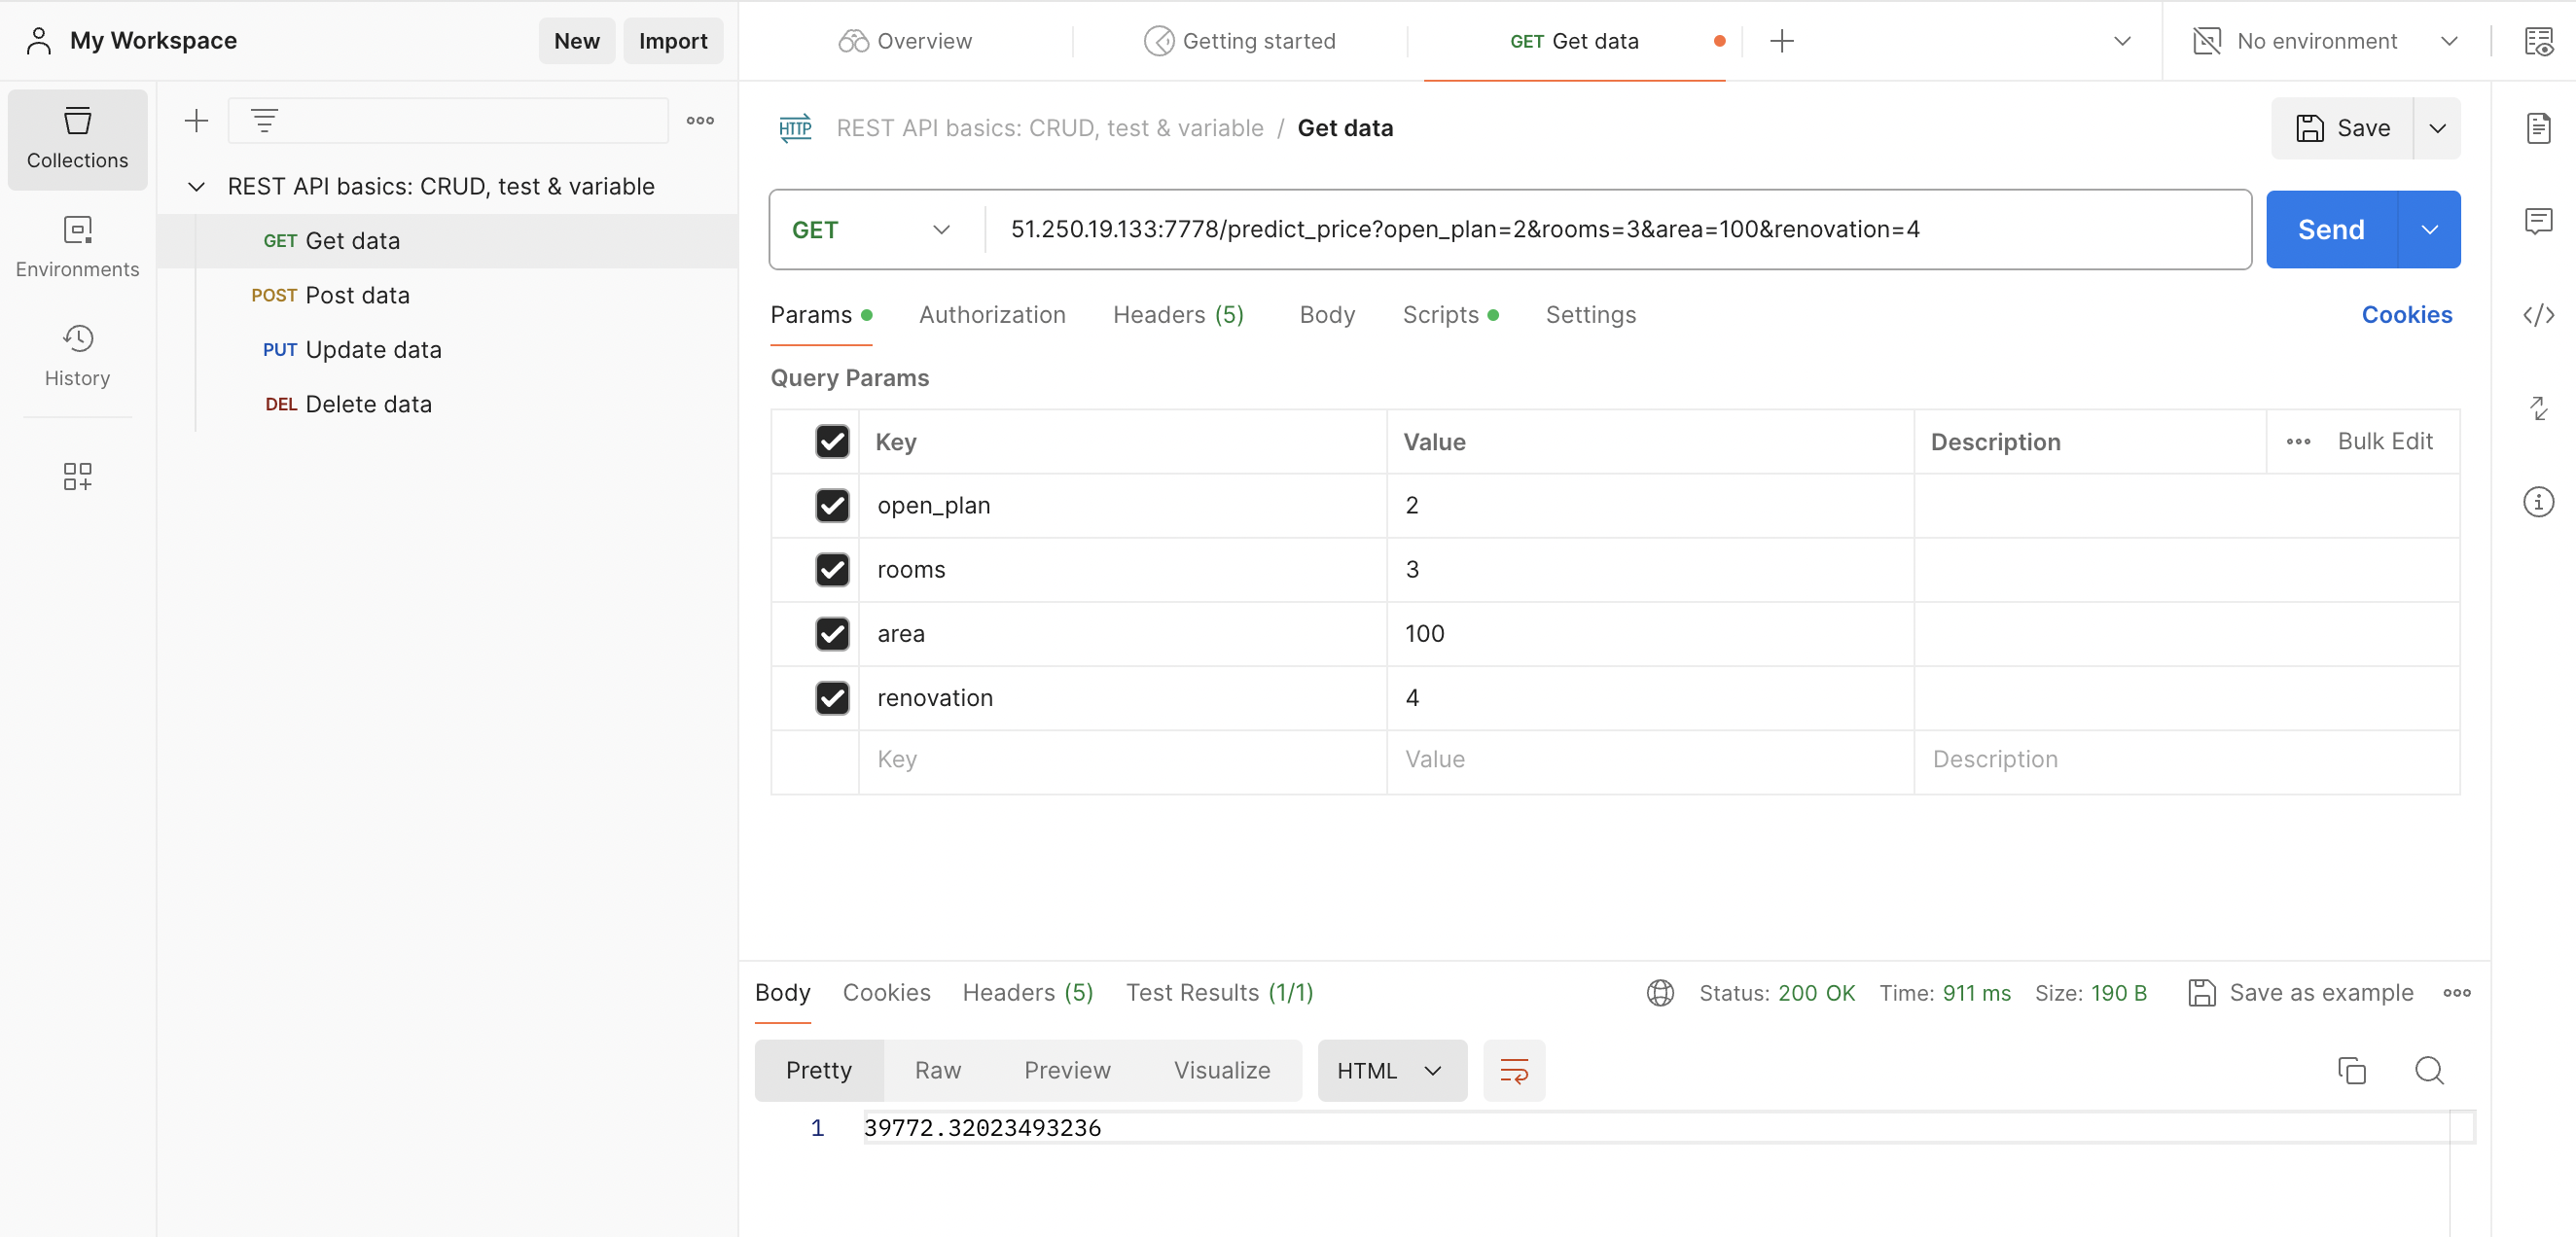 My Workspace
New
Import
Overview
Getting started
GET Get data
No environment
Collections
Environments
History
REST API basics: CRUD, test & variable
GET Get data
POST Post data
PUT Update data
DEL Delete data
HTTP
REST API basics: CRUD, test & variable / Get data
Save
GET
51.250.19.133:7778/predict_price?open_plan=2&rooms=3&area=100&renovation=4
Send
Params
Authorization
Headers (5)
Body
Scripts
Settings
Cookies
Query Params
Key Value Description Bulk Edit
open_plan 2
rooms 3
area 100
renovation 4
Key Value Description
Body Cookies Headers (5) Test Results (1/1)
Status: 200 OK Time: 911 ms Size: 190 B Save as example
Pretty Raw Preview Visualize HTML
1 39772.32023493236